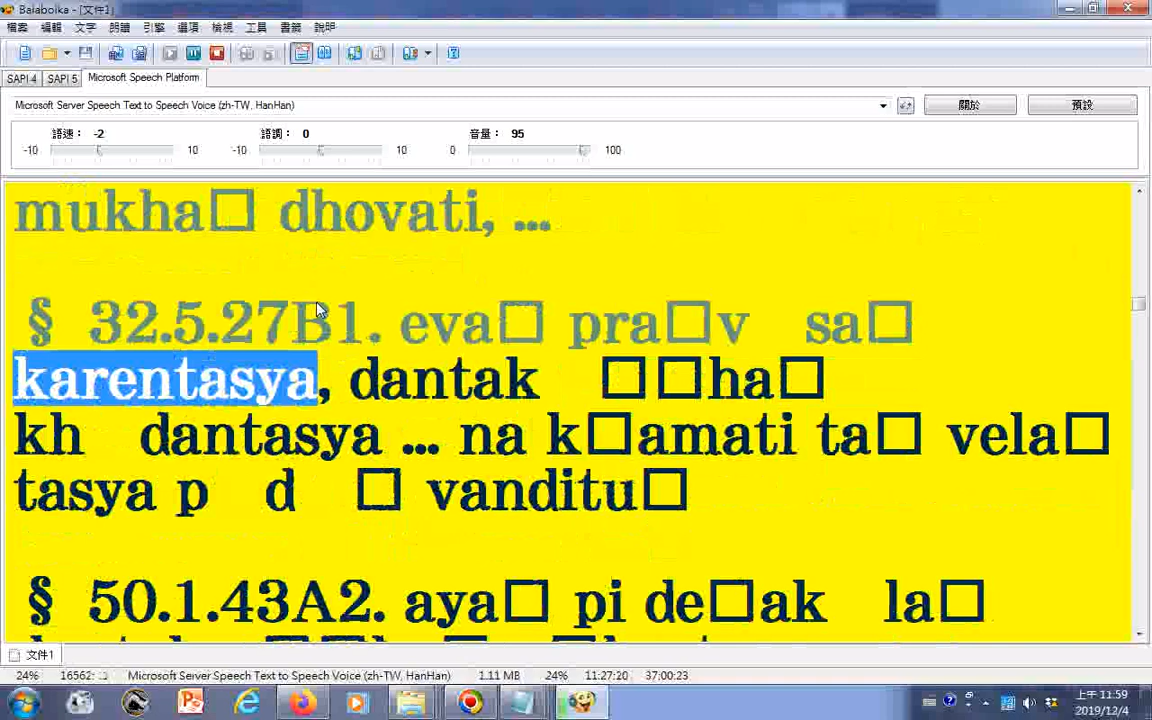 Balabolka - [文件1]
檔案 編輯 文字 朗讀 引擎 選項 檢視 工具 書籤 說明
SAPI 4 SAPI 5 Microsoft Speech Platform
Microsoft Server Speech Text to Speech Voice (zh-TW, HanHan) 關於 預設
語速： -2 語調： 0 音量： 95
-10 10 -10 10 0 100
mukha□ dhovati, ...
§ 32.5.27B1. eva□ pra□v sa□
karentasya, dantak □□ha□
kh dantasya ... na k□amati ta□ vela□
tasya p d □ vanditu□
§ 50.1.43A2. aya□ pi de□ak la□
文件1
24% 16562: Microsoft Server Speech Text to Speech Voice (zh-TW, HanHan) 1.11 MB 24% 11:27:20 37:00:23
上午 11:59
2019/12/4